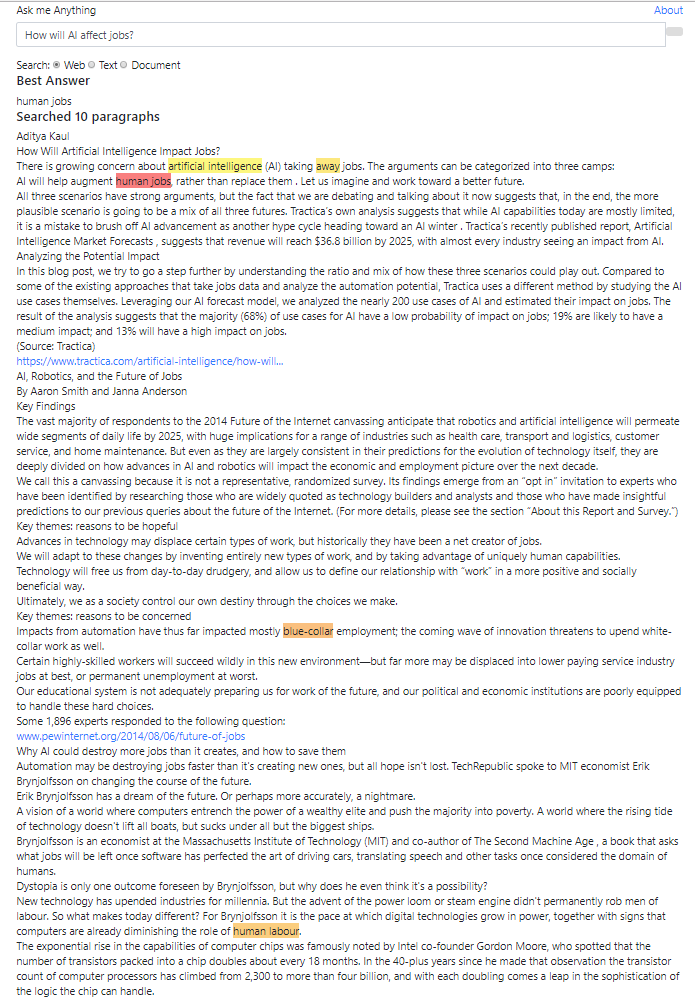 Ask me Anything
About
How will AI affect jobs?
Search: Web Text Document
Best Answer
human jobs
Searched 10 paragraphs
Aditya Kaul
How Will Artificial Intelligence Impact Jobs?
There is growing concern about artificial intelligence (AI) taking away jobs. The arguments can be categorized into three camps:
AI will help augment human jobs, rather than replace them . Let us imagine and work toward a better future.
All three scenarios have strong arguments, but the fact that we are debating and talking about it now suggests that, in the end, the more
plausible scenario is going to be a mix of all three futures. Tractica's own analysis suggests that while AI capabilities today are mostly limited,
it is a mistake to brush off AI advancement as another hype cycle heading toward an AI winter . Tractica's recently published report, Artificial
Intelligence Market Forecasts , suggests that revenue will reach $36.8 billion by 2025, with almost every industry seeing an impact from AI.
Analyzing the Potential Impact
In this blog post, we try to go a step further by understanding the ratio and mix of how these three scenarios could play out. Compared to
some of the existing approaches that take jobs data and analyze the automation potential, Tractica uses a different method by studying the AI
use cases themselves. Leveraging our AI forecast model, we analyzed the nearly 200 use cases of AI and estimated their impact on jobs. The
result of the analysis suggests that the majority (68%) of use cases for AI have a low probability of impact on jobs; 19% are likely to have a
medium impact; and 13% will have a high impact on jobs.
(Source: Tractica)
https://www.tractica.com/artificial-intelligence/how-will...
AI, Robotics, and the Future of Jobs
By Aaron Smith and Janna Anderson
Key Findings
The vast majority of respondents to the 2014 Future of the Internet canvassing anticipate that robotics and artificial intelligence will permeate
wide segments of daily life by 2025, with huge implications for a range of industries such as health care, transport and logistics, customer
service, and home maintenance. But even as they are largely consistent in their predictions for the evolution of technology itself, they are
deeply divided on how advances in AI and robotics will impact the economic and employment picture over the next decade.
We call this a canvassing because it is not a representative, randomized survey. Its findings emerge from an "opt in" invitation to experts who
have been identified by researching those who are widely quoted as technology builders and analysts and those who have made insightful
predictions to our previous queries about the future of the Internet. (For more details, please see the section "About this Report and Survey.")
Key themes: reasons to be hopeful
Advances in technology may displace certain types of work, but historically they have been a net creator of jobs.
We will adapt to these changes by inventing entirely new types of work, and by taking advantage of uniquely human capabilities.
Technology will free us from day-to-day drudgery, and allow us to define our relationship with "work" in a more positive and socially
beneficial way.
Ultimately, we as a society control our own destiny through the choices we make.
Key themes: reasons to be concerned
Impacts from automation have thus far impacted mostly blue-collar employment; the coming wave of innovation threatens to upend white-
collar work as well.
Certain highly-skilled workers will succeed wildly in this new environment—but far more may be displaced into lower paying service industry
jobs at best, or permanent unemployment at worst.
Our educational system is not adequately preparing us for work of the future, and our political and economic institutions are poorly equipped
to handle these hard choices.
Some 1,896 experts responded to the following question:
www.pewinternet.org/2014/08/06/future-of-jobs
Why AI could destroy more jobs than it creates, and how to save them
Automation may be destroying jobs faster than it's creating new ones, but all hope isn't lost. TechRepublic spoke to MIT economist Erik
Brynjolfsson on changing the course of the future.
Erik Brynjolfsson has a dream of the future. Or perhaps more accurately, a nightmare.
A vision of a world where computers entrench the power of a wealthy elite and push the majority into poverty. A world where the rising tide
of technology doesn't lift all boats, but sucks under all but the biggest ships.
Brynjolfsson is an economist at the Massachusetts Institute of Technology (MIT) and co-author of The Second Machine Age , a book that asks
what jobs will be left once software has perfected the art of driving cars, translating speech and other tasks once considered the domain of
humans.
Dystopia is only one outcome foreseen by Brynjolfsson, but why does he even think it's a possibility?
New technology has upended industries for millennia. But the advent of the power loom or steam engine didn't permanently rob men of
labour. So what makes today different? For Brynjolfsson it is the pace at which digital technologies grow in power, together with signs that
computers are already diminishing the role of human labour.
The exponential rise in the capabilities of computer chips was famously noted by Intel co-founder Gordon Moore, who spotted that the
number of transistors packed into a chip doubles about every 18 months. In the 40-plus years since he made that observation the transistor
count of computer processors has climbed from 2,300 to more than four billion, and with each doubling comes a leap in the sophistication of
the logic the chip can handle.